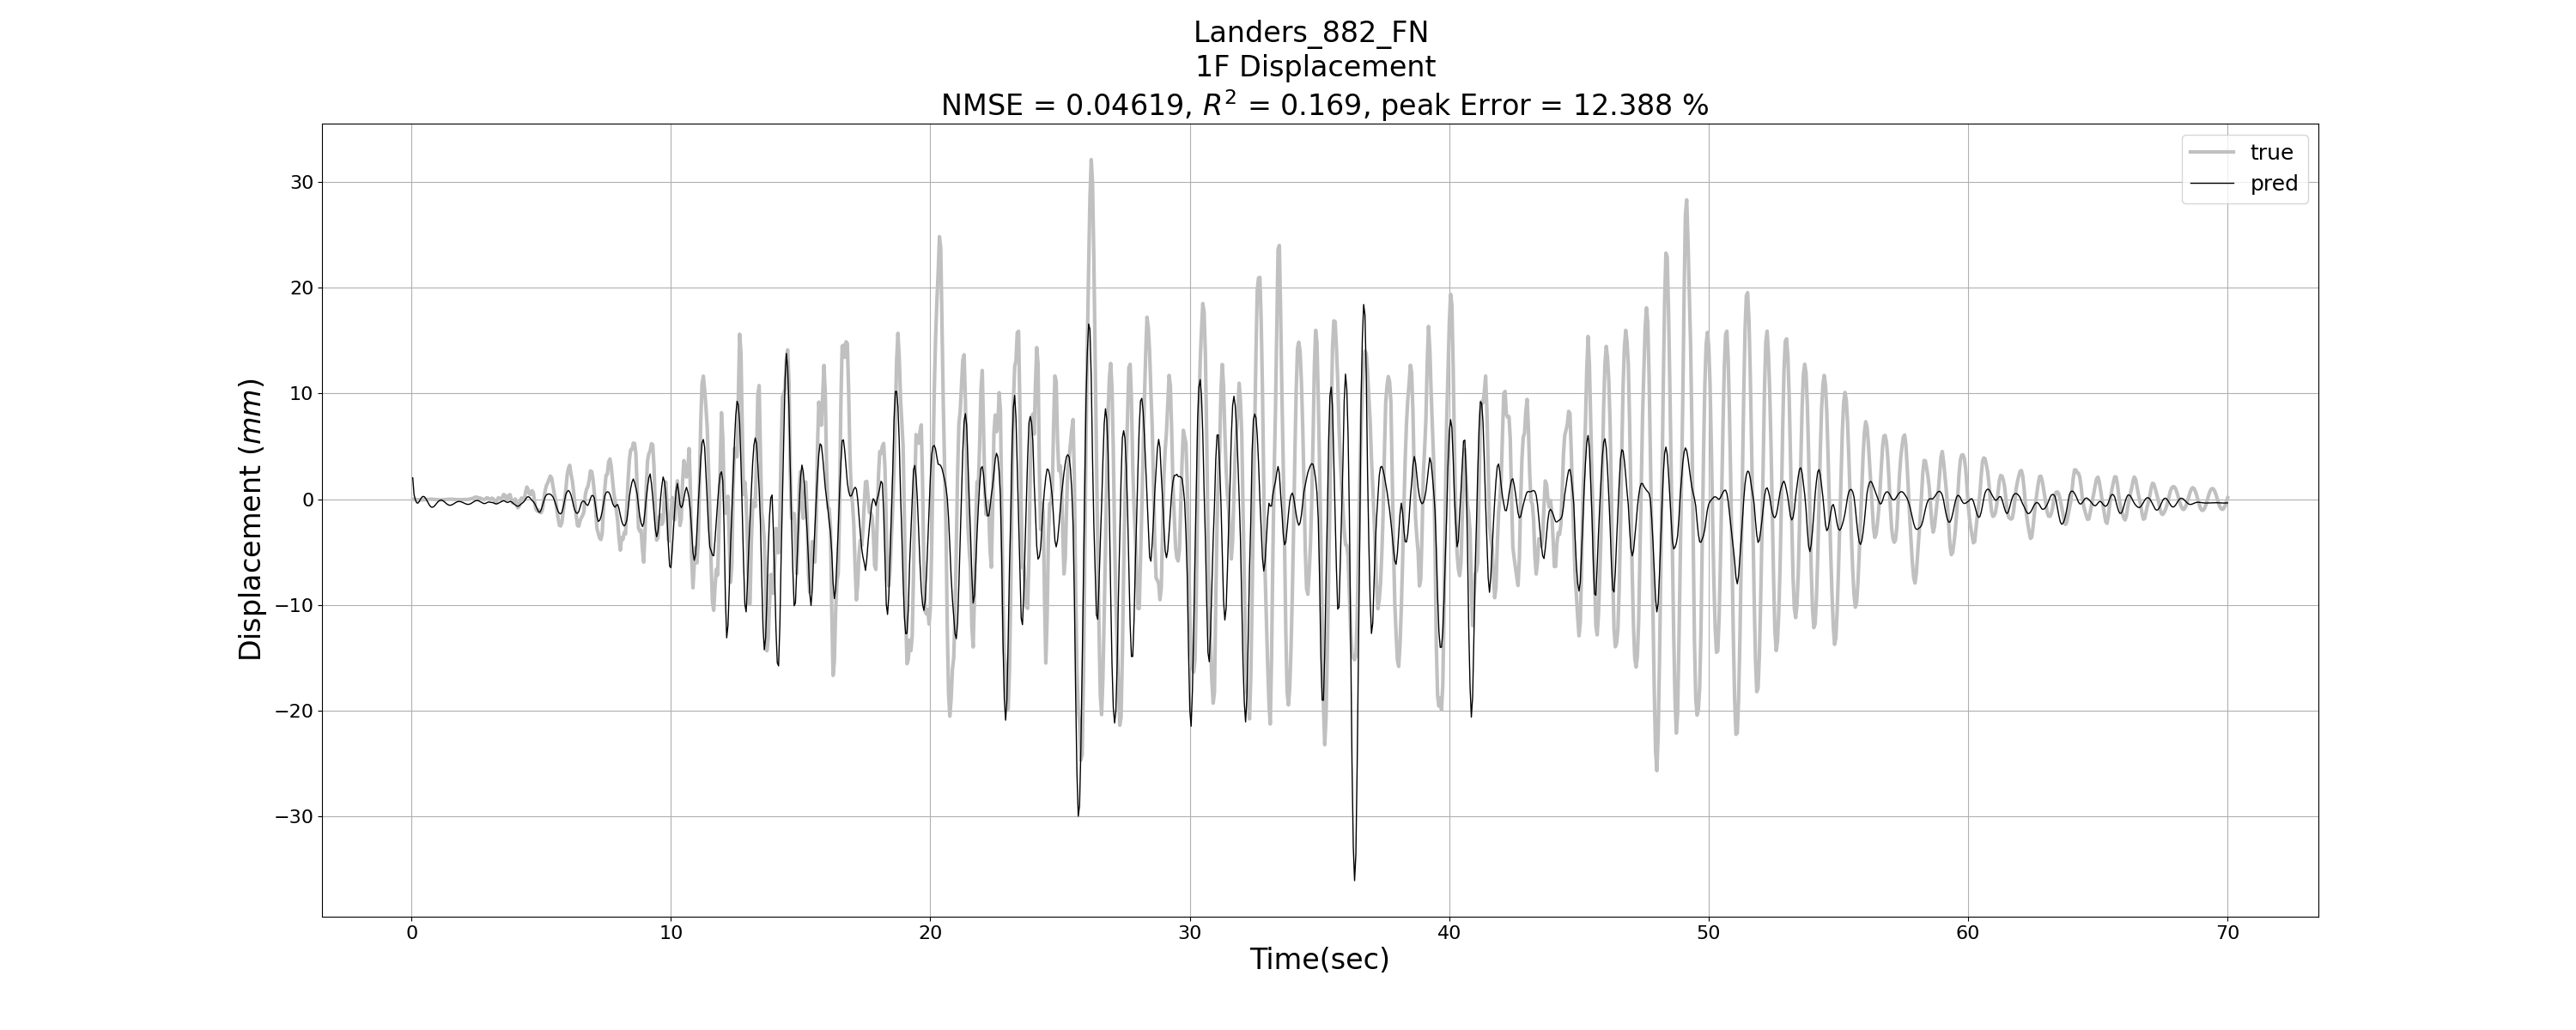 Landers_882_FN
1F Displacement
NMSE = 0.04619, R² = 0.169, peak Error = 12.388 %
true
pred
Displacement (mm)
30
20
10
0
−10
−20
−30
0 10 20 30 40 50 60 70
Time(sec)